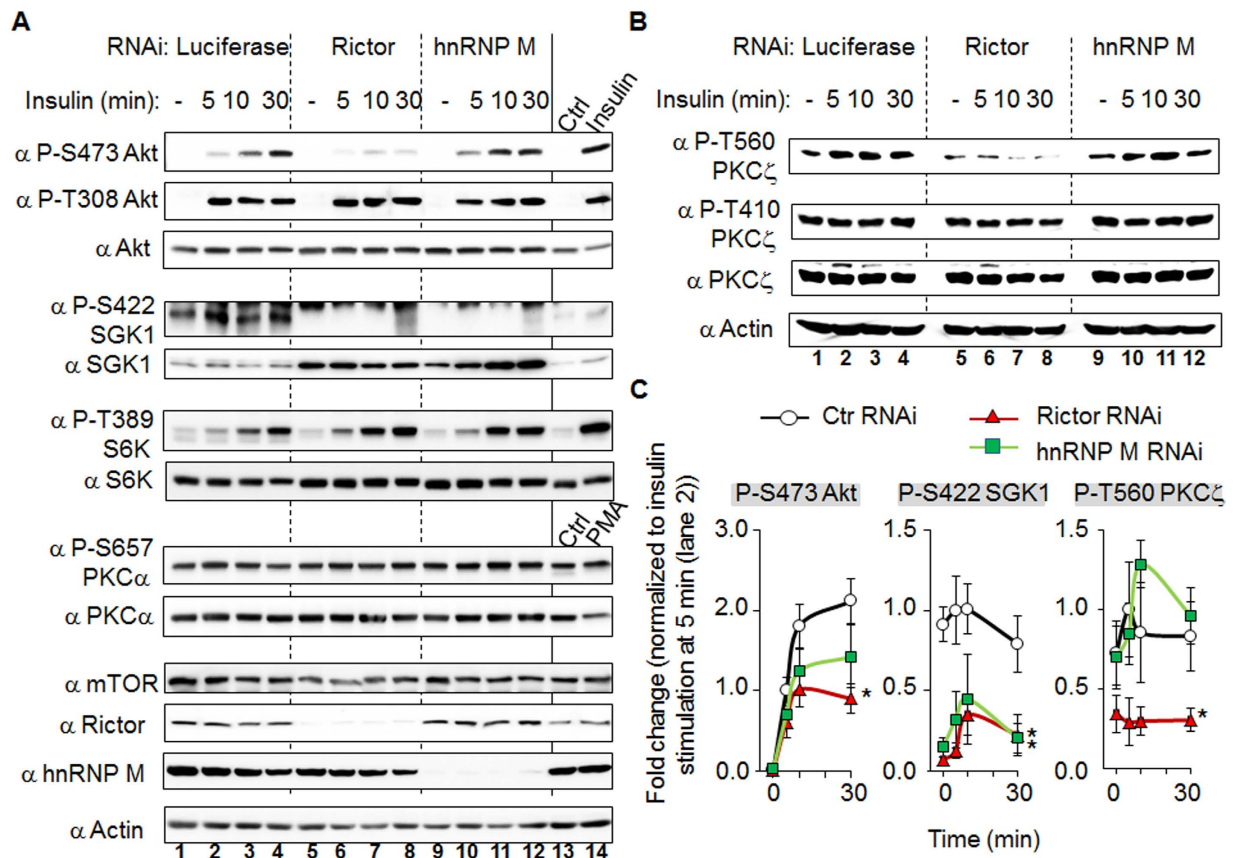 A
RNAi: Luciferase Rictor hnRNP M
Insulin (min): - 5 10 30 - 5 10 30 - 5 10 30 Ctrl Insulin
α P-S473 Akt
α P-T308 Akt
α Akt
α P-S422
SGK1
α SGK1
α P-T389
S6K
α S6K
Ctrl PMA
α P-S657
PKCα
α PKCα
α mTOR
α Rictor
α hnRNP M
α Actin
1 2 3 4 5 6 7 8 9 10 11 12 13 14
B
RNAi: Luciferase Rictor hnRNP M
Insulin (min): - 5 10 30 - 5 10 30 - 5 10 30
α P-T560
PKCζ
α P-T410
PKCζ
α PKCζ
α Actin
1 2 3 4 5 6 7 8 9 10 11 12
C
Ctr RNAi Rictor RNAi
hnRNP M RNAi
P-S473 Akt P-S422 SGK1 P-T560 PKCζ
Fold change (normalized to insulin
stimulation at 5 min (lane 2))
3.0
2.0
1.0
0.0
0 30
*
1.5
1.0
0.5
0.0
0 30
*
*
1.5
1.0
0.5
0.0
0 30
*
Time (min)